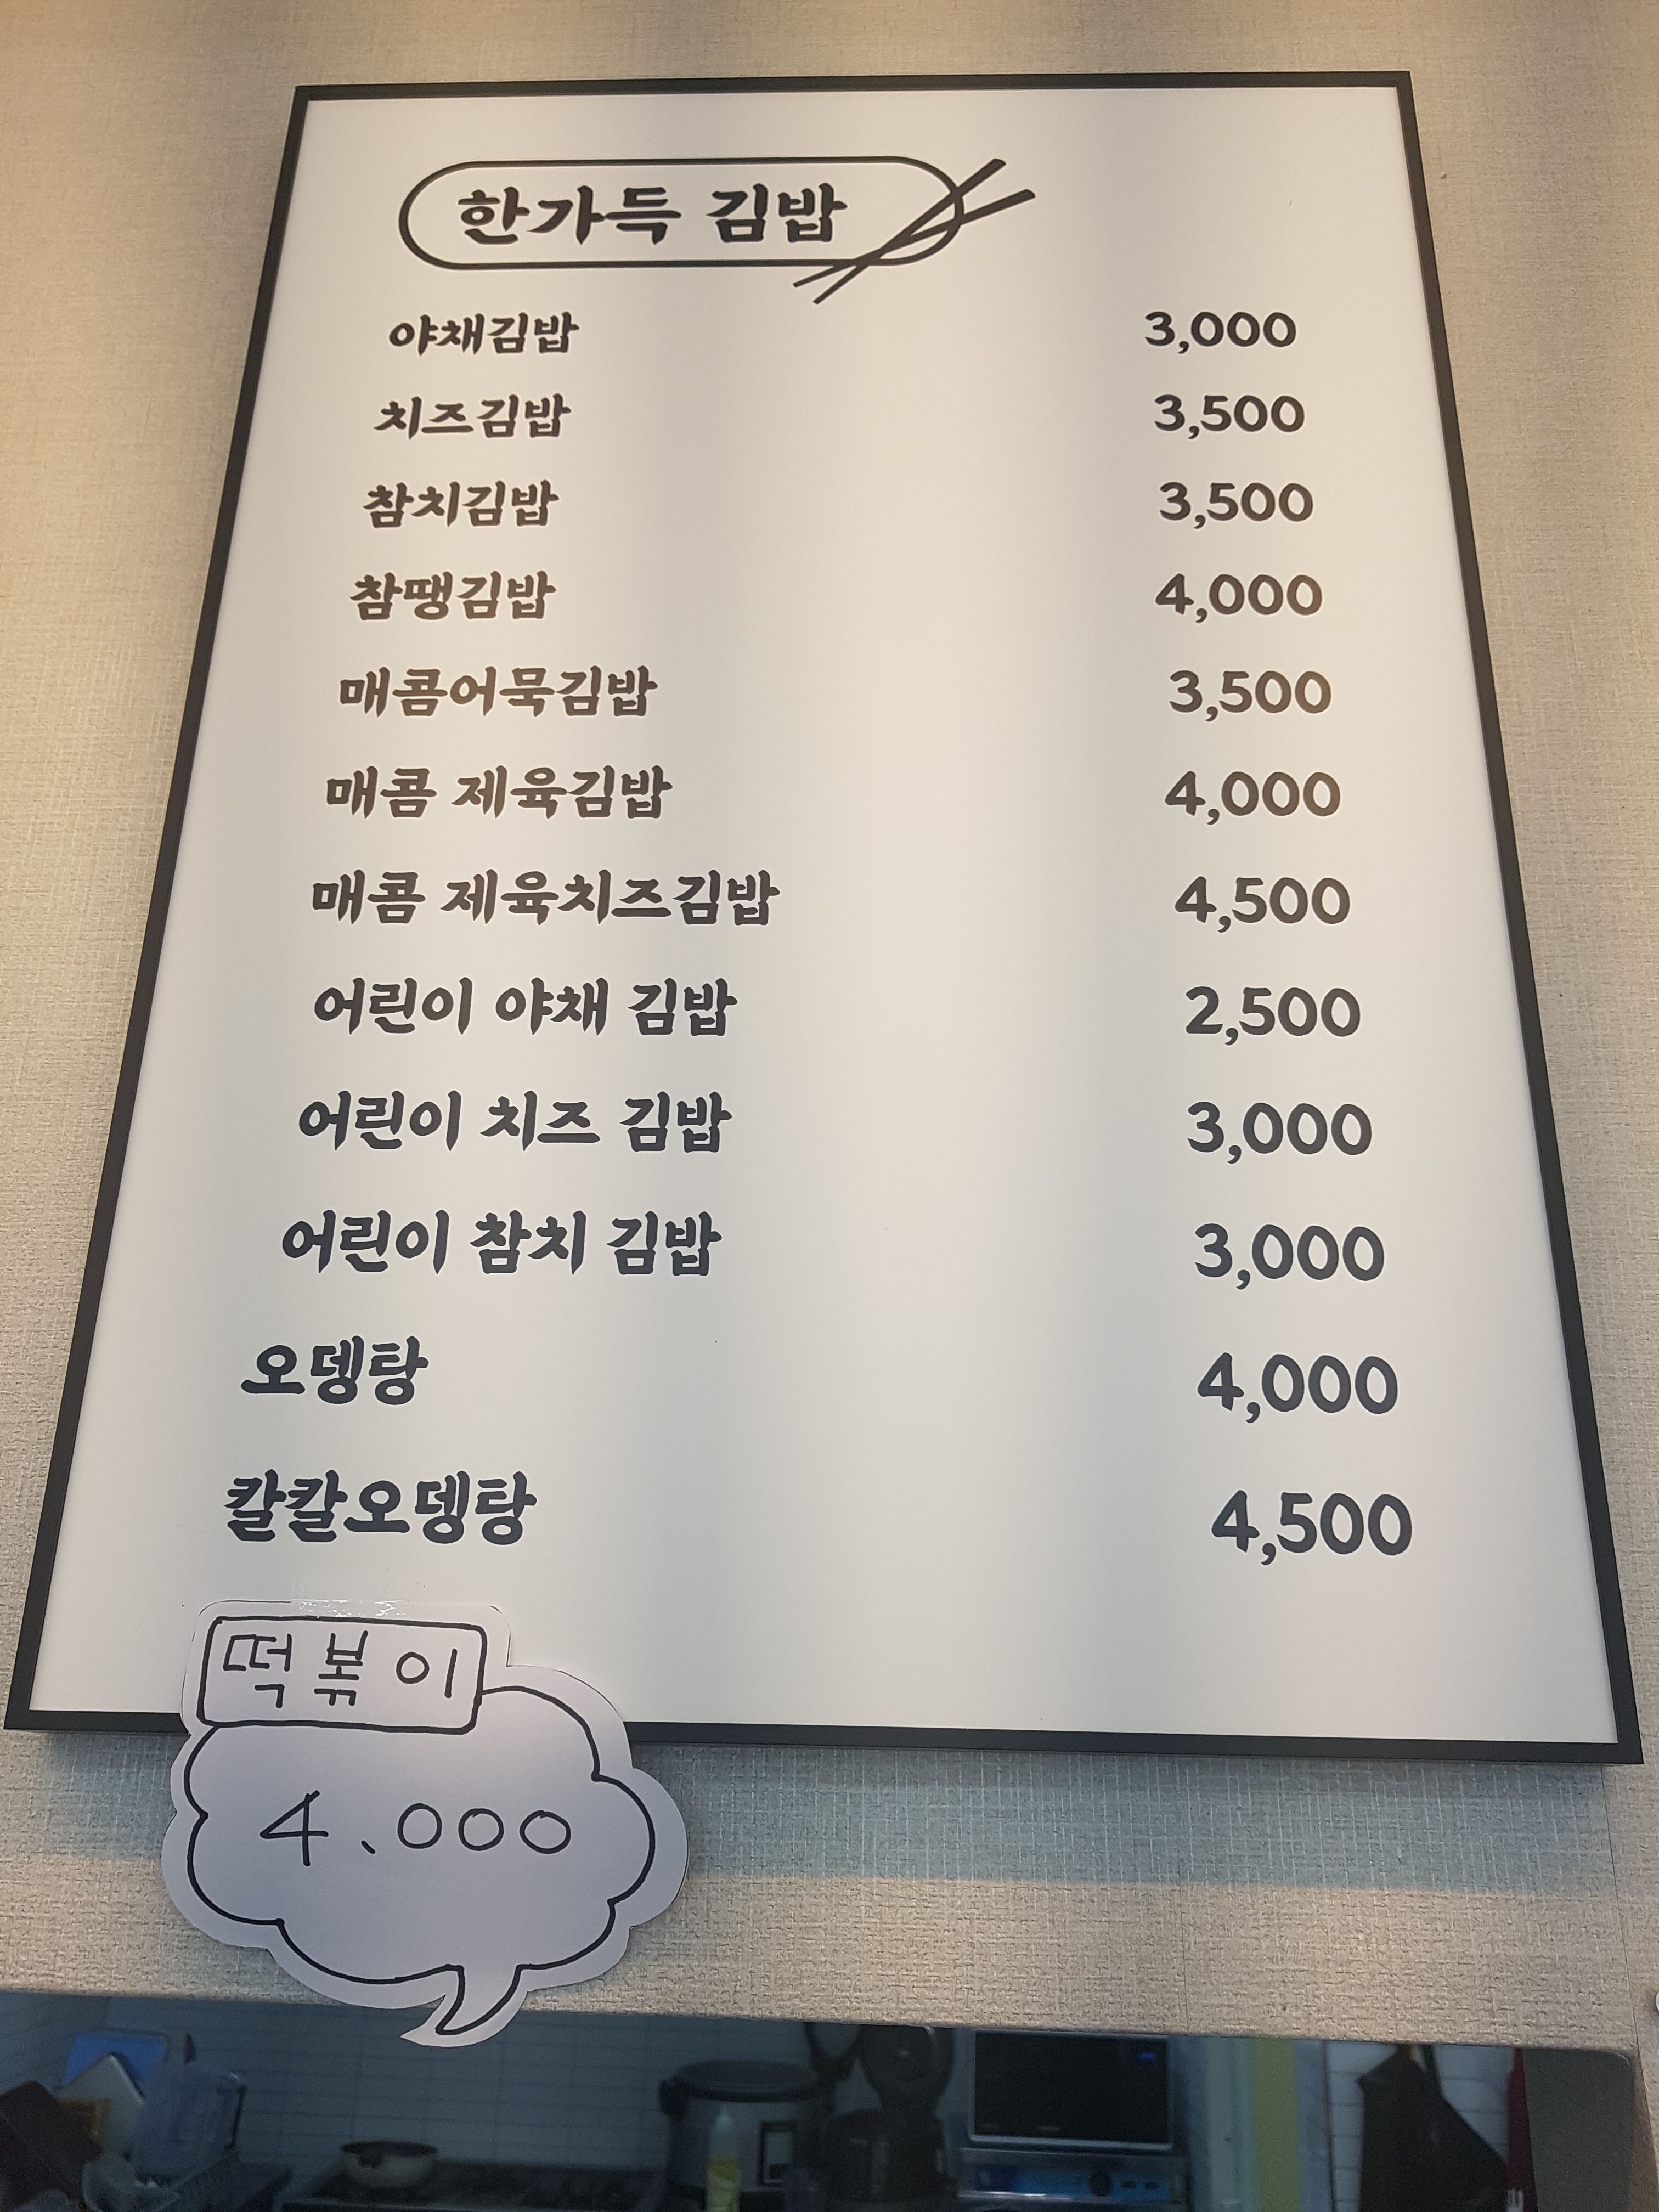 한가득 김밥
야채김밥 3,000
치즈김밥 3,500
참치김밥 3,500
참땡김밥 4,000
매콤어묵김밥 3,500
매콤 제육김밥 4,000
매콤 제육치즈김밥 4,500
어린이 야채 김밥 2,500
어린이 치즈 김밥 3,000
어린이 참치 김밥 3,000
오뎅탕 4,000
칼칼오뎅탕 4,500
떡볶이
4.000